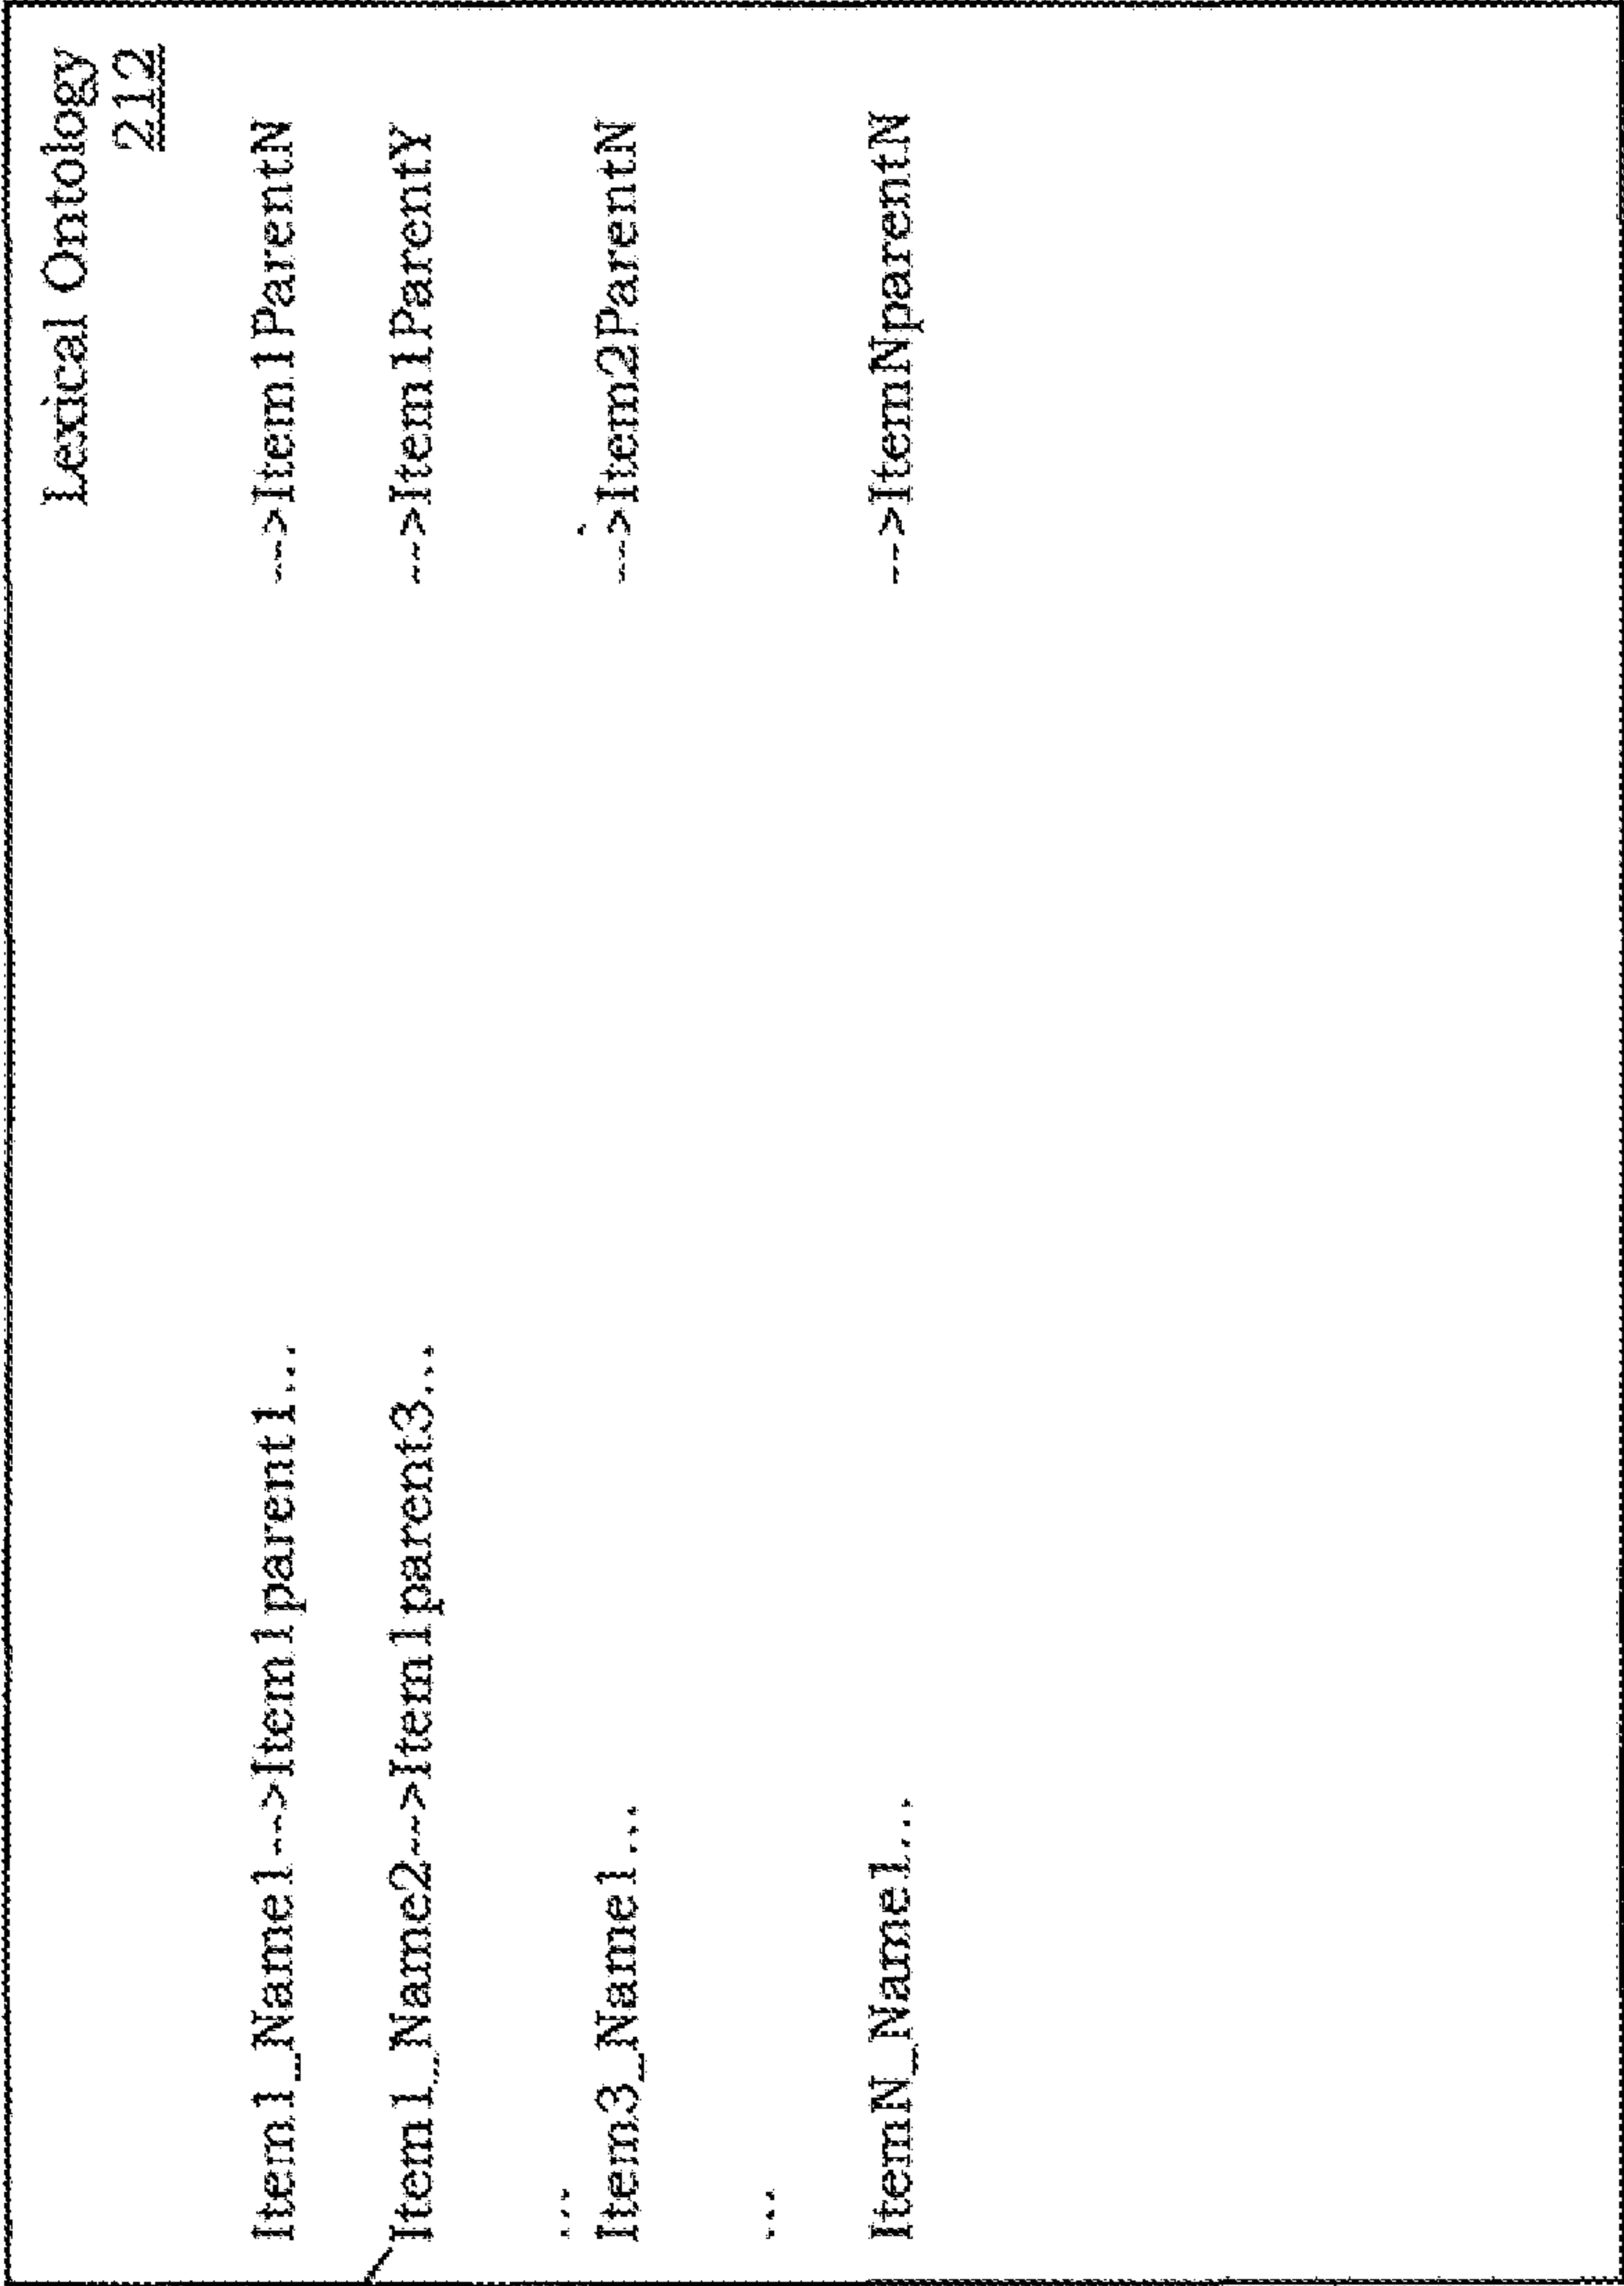 Lexical Ontology
212
Item1_Name1-->Item1parent1... -->Item1ParentN
Item1_Name2-->Item1parent3... -->Item1ParentY
...
Item3_Name1... -->Item2ParentN
...
ItemN_Name1... -->ItemNparentN